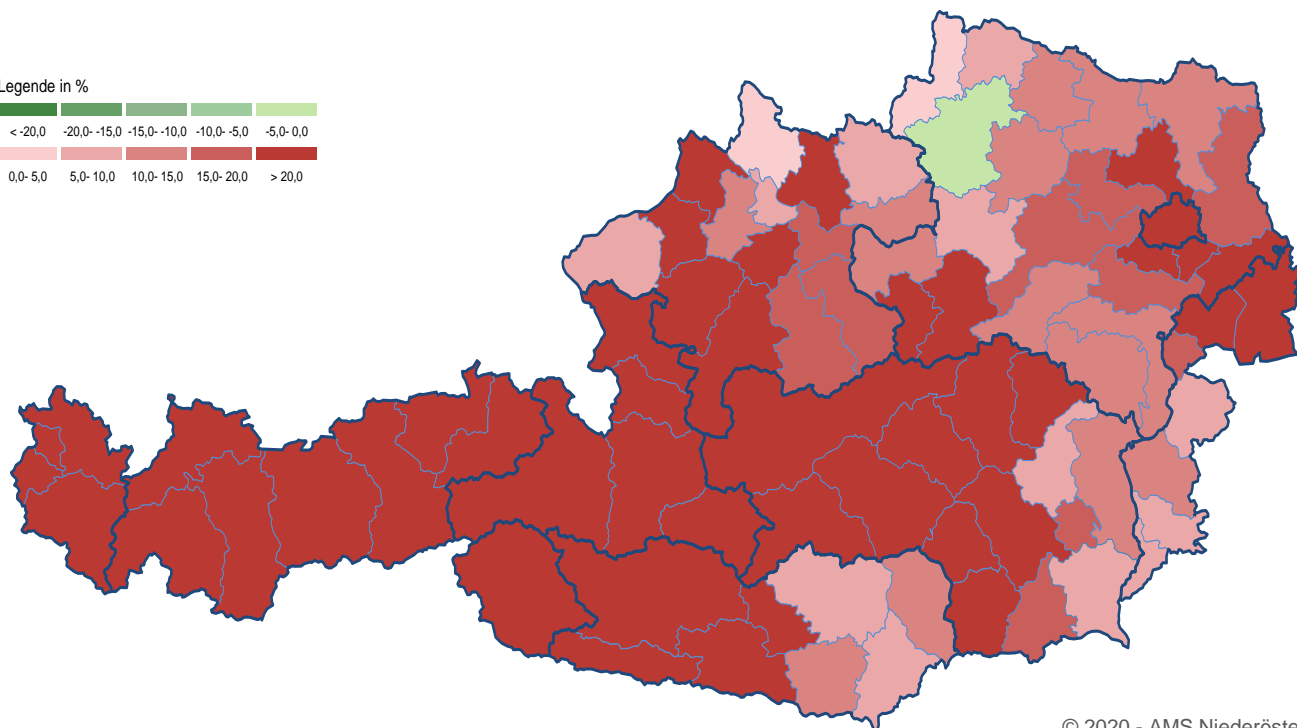 Legende in %
< -20,0 -20,0- -15,0 -15,0- -10,0 -10,0- 5,0 -5,0- 0,0
0,0- 5,0 5,0- 10,0 10,0- 15,0 15,0- 20,0 > 20,0
© 2020 - AMS Niederöste